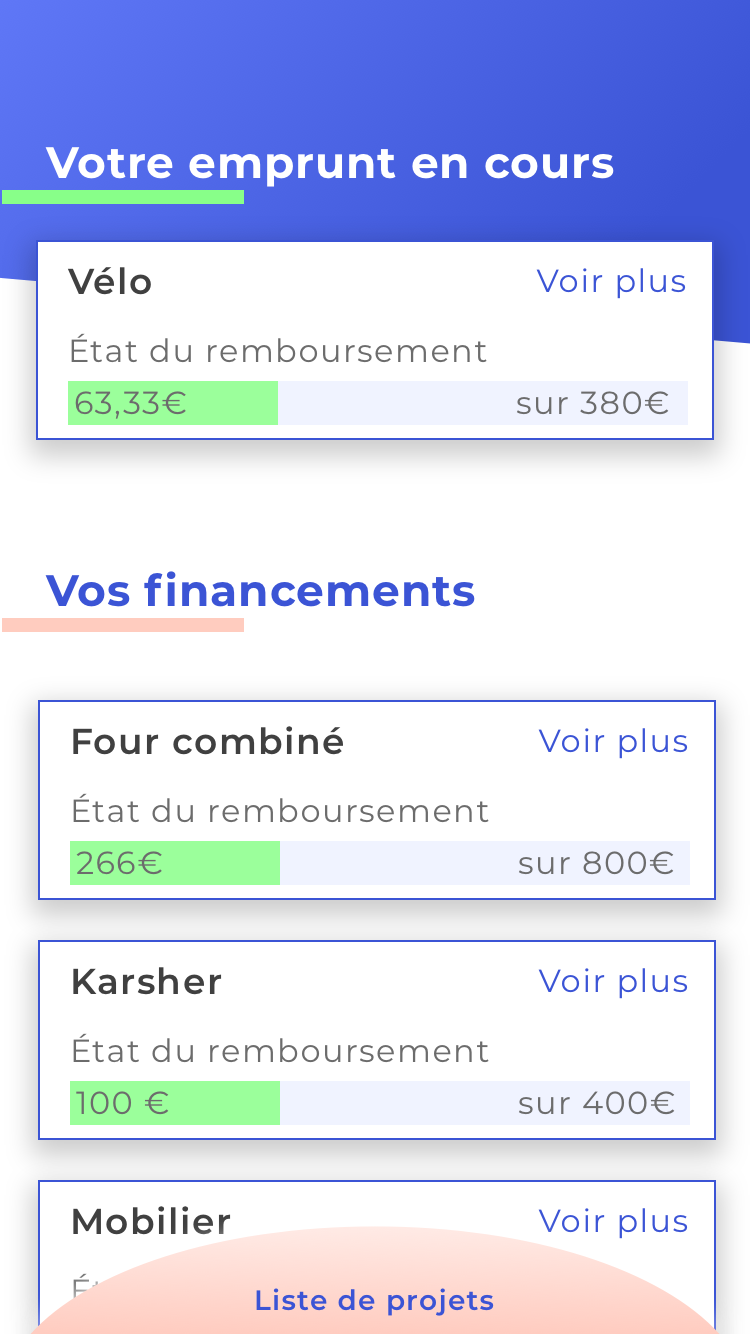 Votre emprunt en cours
Vélo Voir plus
État du remboursement
63,33€ sur 380€
Vos financements
Four combiné Voir plus
État du remboursement
266€ sur 800€
Karsher Voir plus
État du remboursement
100 € sur 400€
Mobilier Voir plus
Liste de projets